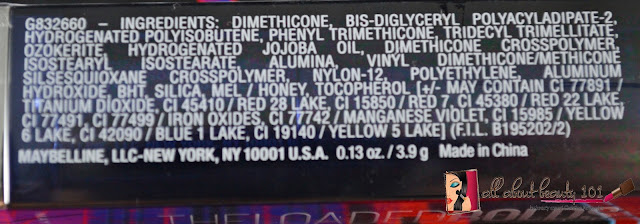 G832660 – INGREDIENTS: DIMETHICONE, BIS-DIGLYCERYL POLYACYLADIPATE-2,
HYDROGENATED POLYISOBUTENE, PHENYL TRIMETHICONE, TRIDECYL TRIMELLITATE,
OZOKERITE HYDROGENATED JOJOBA OIL, DIMETHICONE CROSSPOLYMER,
ISOSTEARYL ISOSTEARATE ALUMINA, VINYL DIMETHICONE/METHICONE
SILSESQUIOXANE CROSSPOLYMER, NYLON-12, POLYETHYLENE, ALUMINUM
HYDROXIDE, BHT, SILICA, MEL / HONEY, TOCOPHEROL [+/- MAY CONTAIN CI 77891 /
TITANIUM DIOXIDE, CI 45410 / RED 28 LAKE, CI 15850 / RED 7, CI 45380 / RED 22 LAKE,
CI 77491, CI 77499 / IRON OXIDES, CI 77742 / MANGANESE VIOLET, CI 15985 / YELLOW
6 LAKE, CI 42090 / BLUE 1 LAKE, CI 19140 / YELLOW 5 LAKE] (F.I.L. B195202/2)
MAYBELLINE, LLC-NEW YORK, NY 10001 U.S.A. 0.13 oz. / 3.9 g Made in China
all about beauty 101
THELOADED